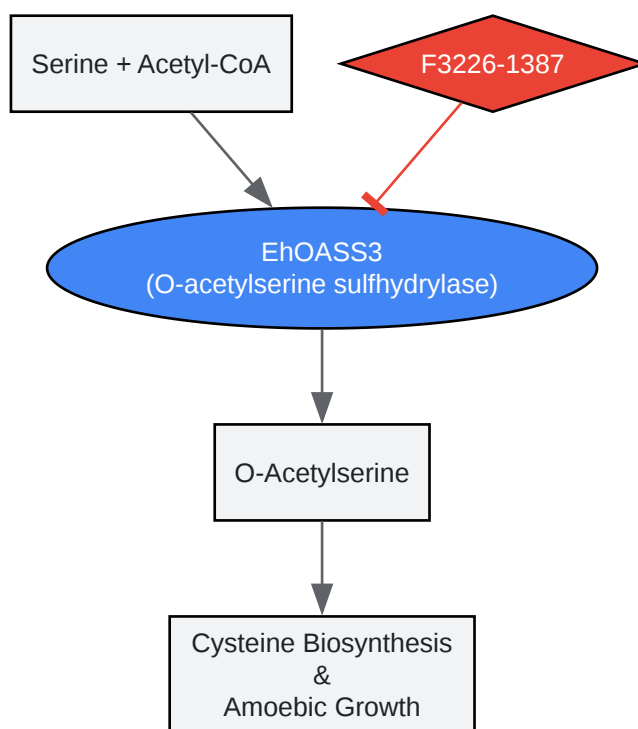 Serine + Acetyl-CoA
F3226-1387
EhOASS3
(O-acetylserine sulfhydrylase)
O-Acetylserine
Cysteine Biosynthesis
&
Amoebic Growth